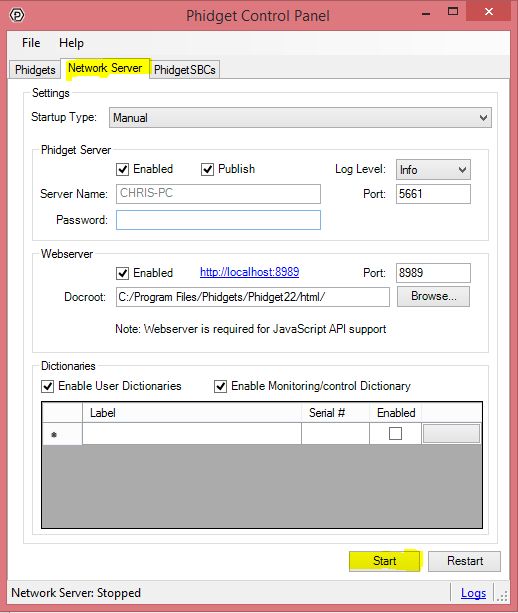 Phidget Control Panel
File Help
Phidgets Network Server PhidgetSBCs
Settings
Startup Type: Manual
Phidget Server
Enabled Publish Log Level: Info
Server Name: CHRIS-PC Port: 5661
Password:
Webserver
Enabled http://localhost:8989 Port: 8989
Docroot: C:/Program Files/Phidgets/Phidget22/html/ Browse...
Note: Webserver is required for JavaScript API support
Dictionaries
Enable User Dictionaries Enable Monitoring/control Dictionary
Label Serial # Enabled
Start Restart
Network Server: Stopped Logs